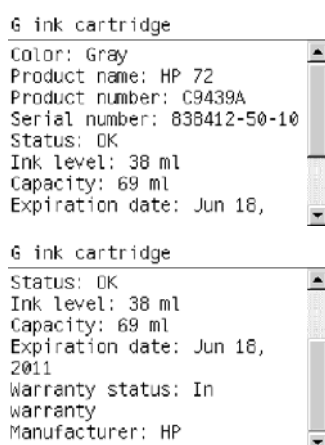 G ink cartridge
Color: Gray
Product name: HP 72
Product number: C9439A
Serial number: 838412-50-10
Status: OK
Ink level: 38 ml
Capacity: 69 ml
Expiration date: Jun 18,
G ink cartridge
Status: OK
Ink level: 38 ml
Capacity: 69 ml
Expiration date: Jun 18,
2011
Warranty status: In
warranty
Manufacturer: HP